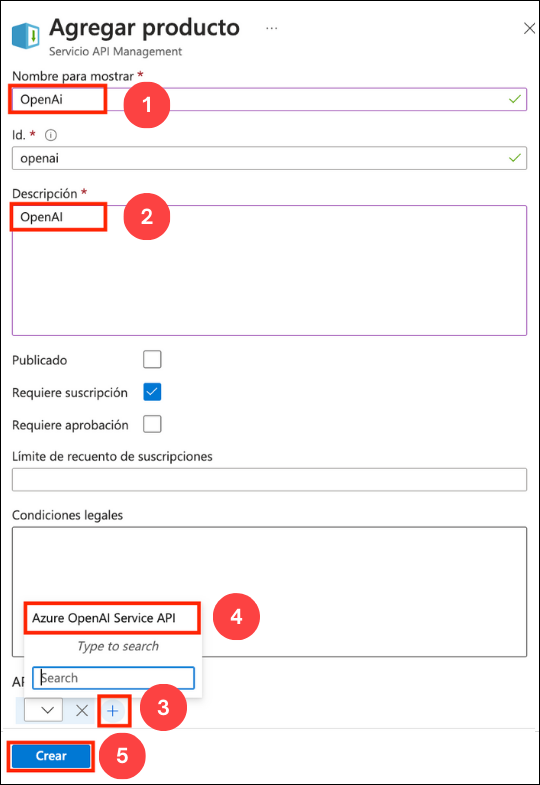 Agregar producto ...
Servicio API Management
Nombre para mostrar *
OpenAi
1
Id. *
openai
Descripción *
OpenAI
2
Publicado
Requiere suscripción
Requiere aprobación
Límite de recuento de suscripciones
Condiciones legales
Azure OpenAI Service API
4
Type to search
Search
3
Crear
5